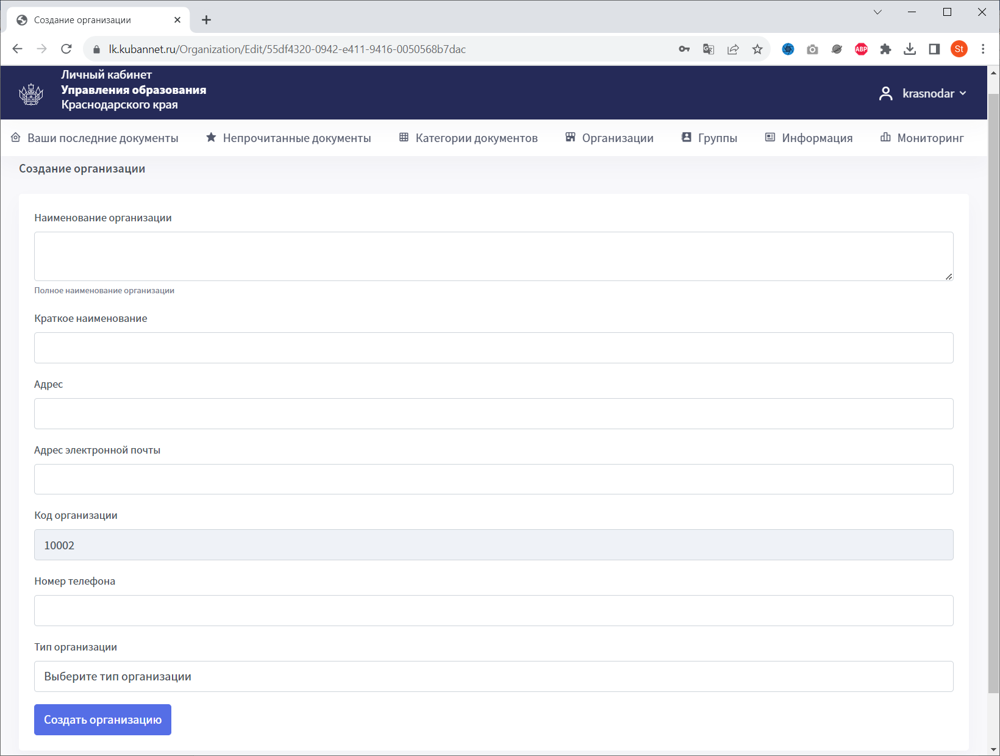 Создание организации
lk.kubannet.ru/Organization/Edit/55df4320-0942-e411-9416-0050568b7dac
ABP
St
Личный кабинет
Управления образования
Краснодарского края
krasnodar
Ваши последние документы
Непрочитанные документы
Категории документов
Организации
Группы
Информация
Мониторинг
Создание организации
Наименование организации
Полное наименование организации
Краткое наименование
Адрес
Адрес электронной почты
Код организации
10002
Номер телефона
Тип организации
Выберите тип организации
Создать организацию